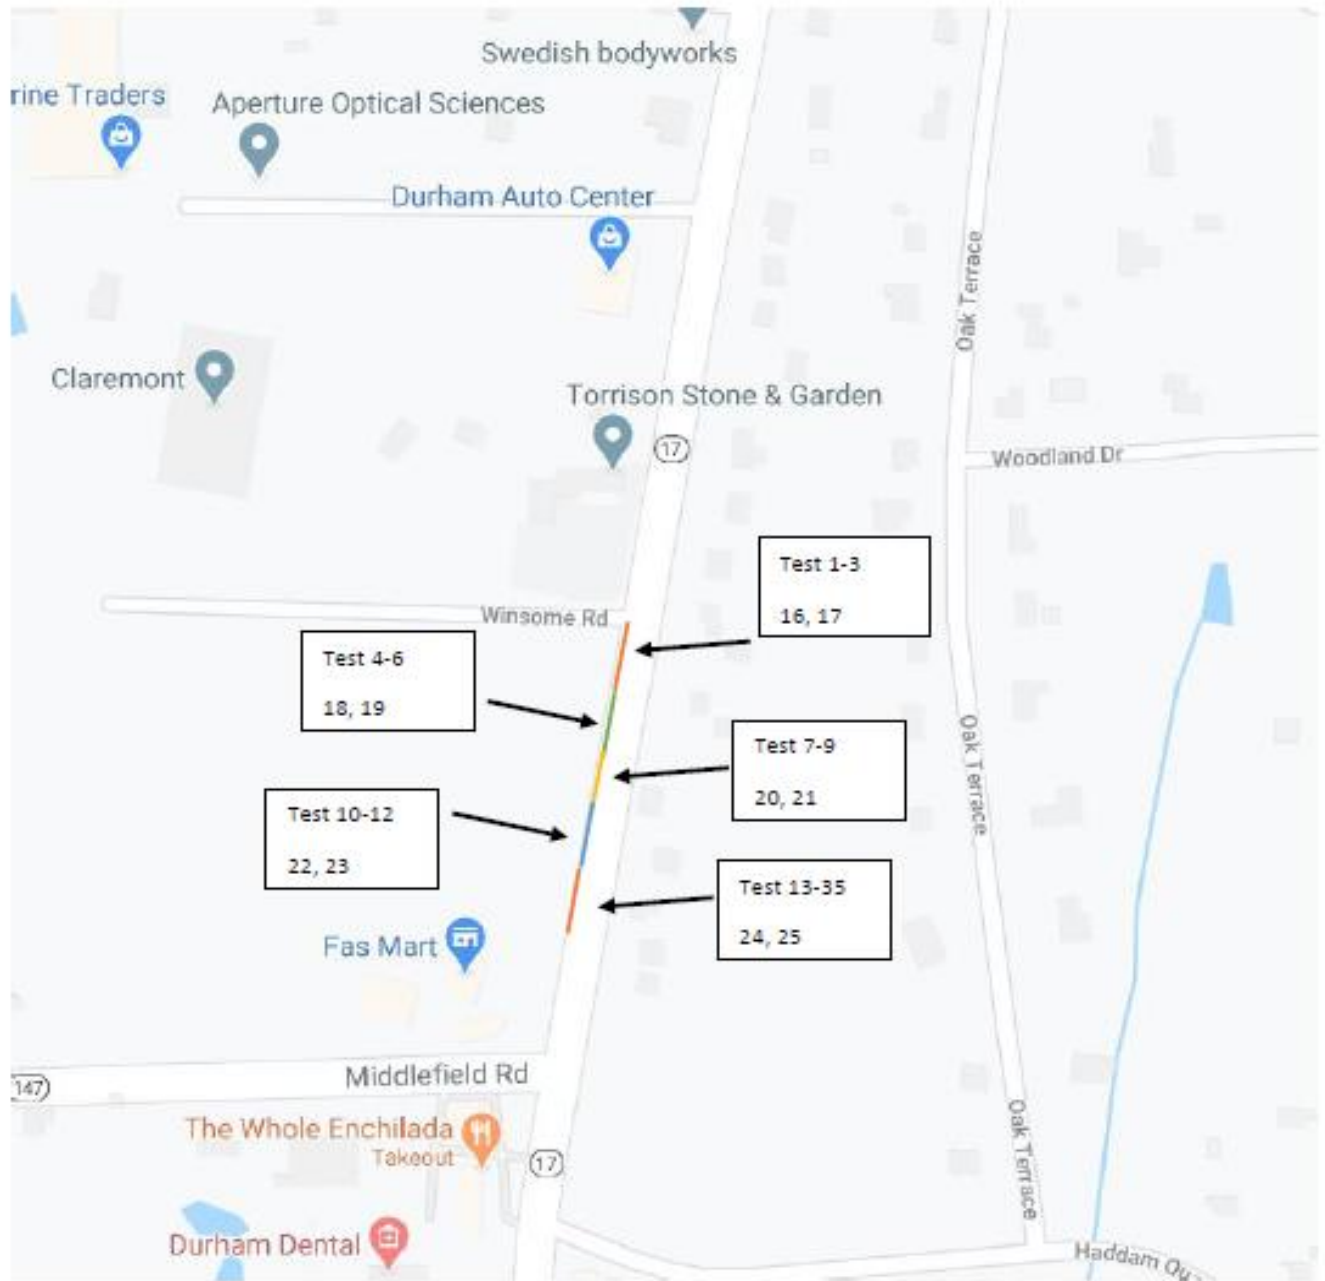 Swedish bodyworks
rine Traders
Aperture Optical Sciences
Durham Auto Center
Oak Terrace
Claremont
Torrison Stone & Garden
17
Woodland Dr
Test 1-3
16, 17
Winsome Rd
Test 4-6
18, 19
Test 7-9
20, 21
Oak Terrace
Test 10-12
22, 23
Test 13-35
24, 25
Fas Mart
Middlefield Rd
147
The Whole Enchilada
Takeout
17
Oak Terrace
Durham Dental
Haddam Qu